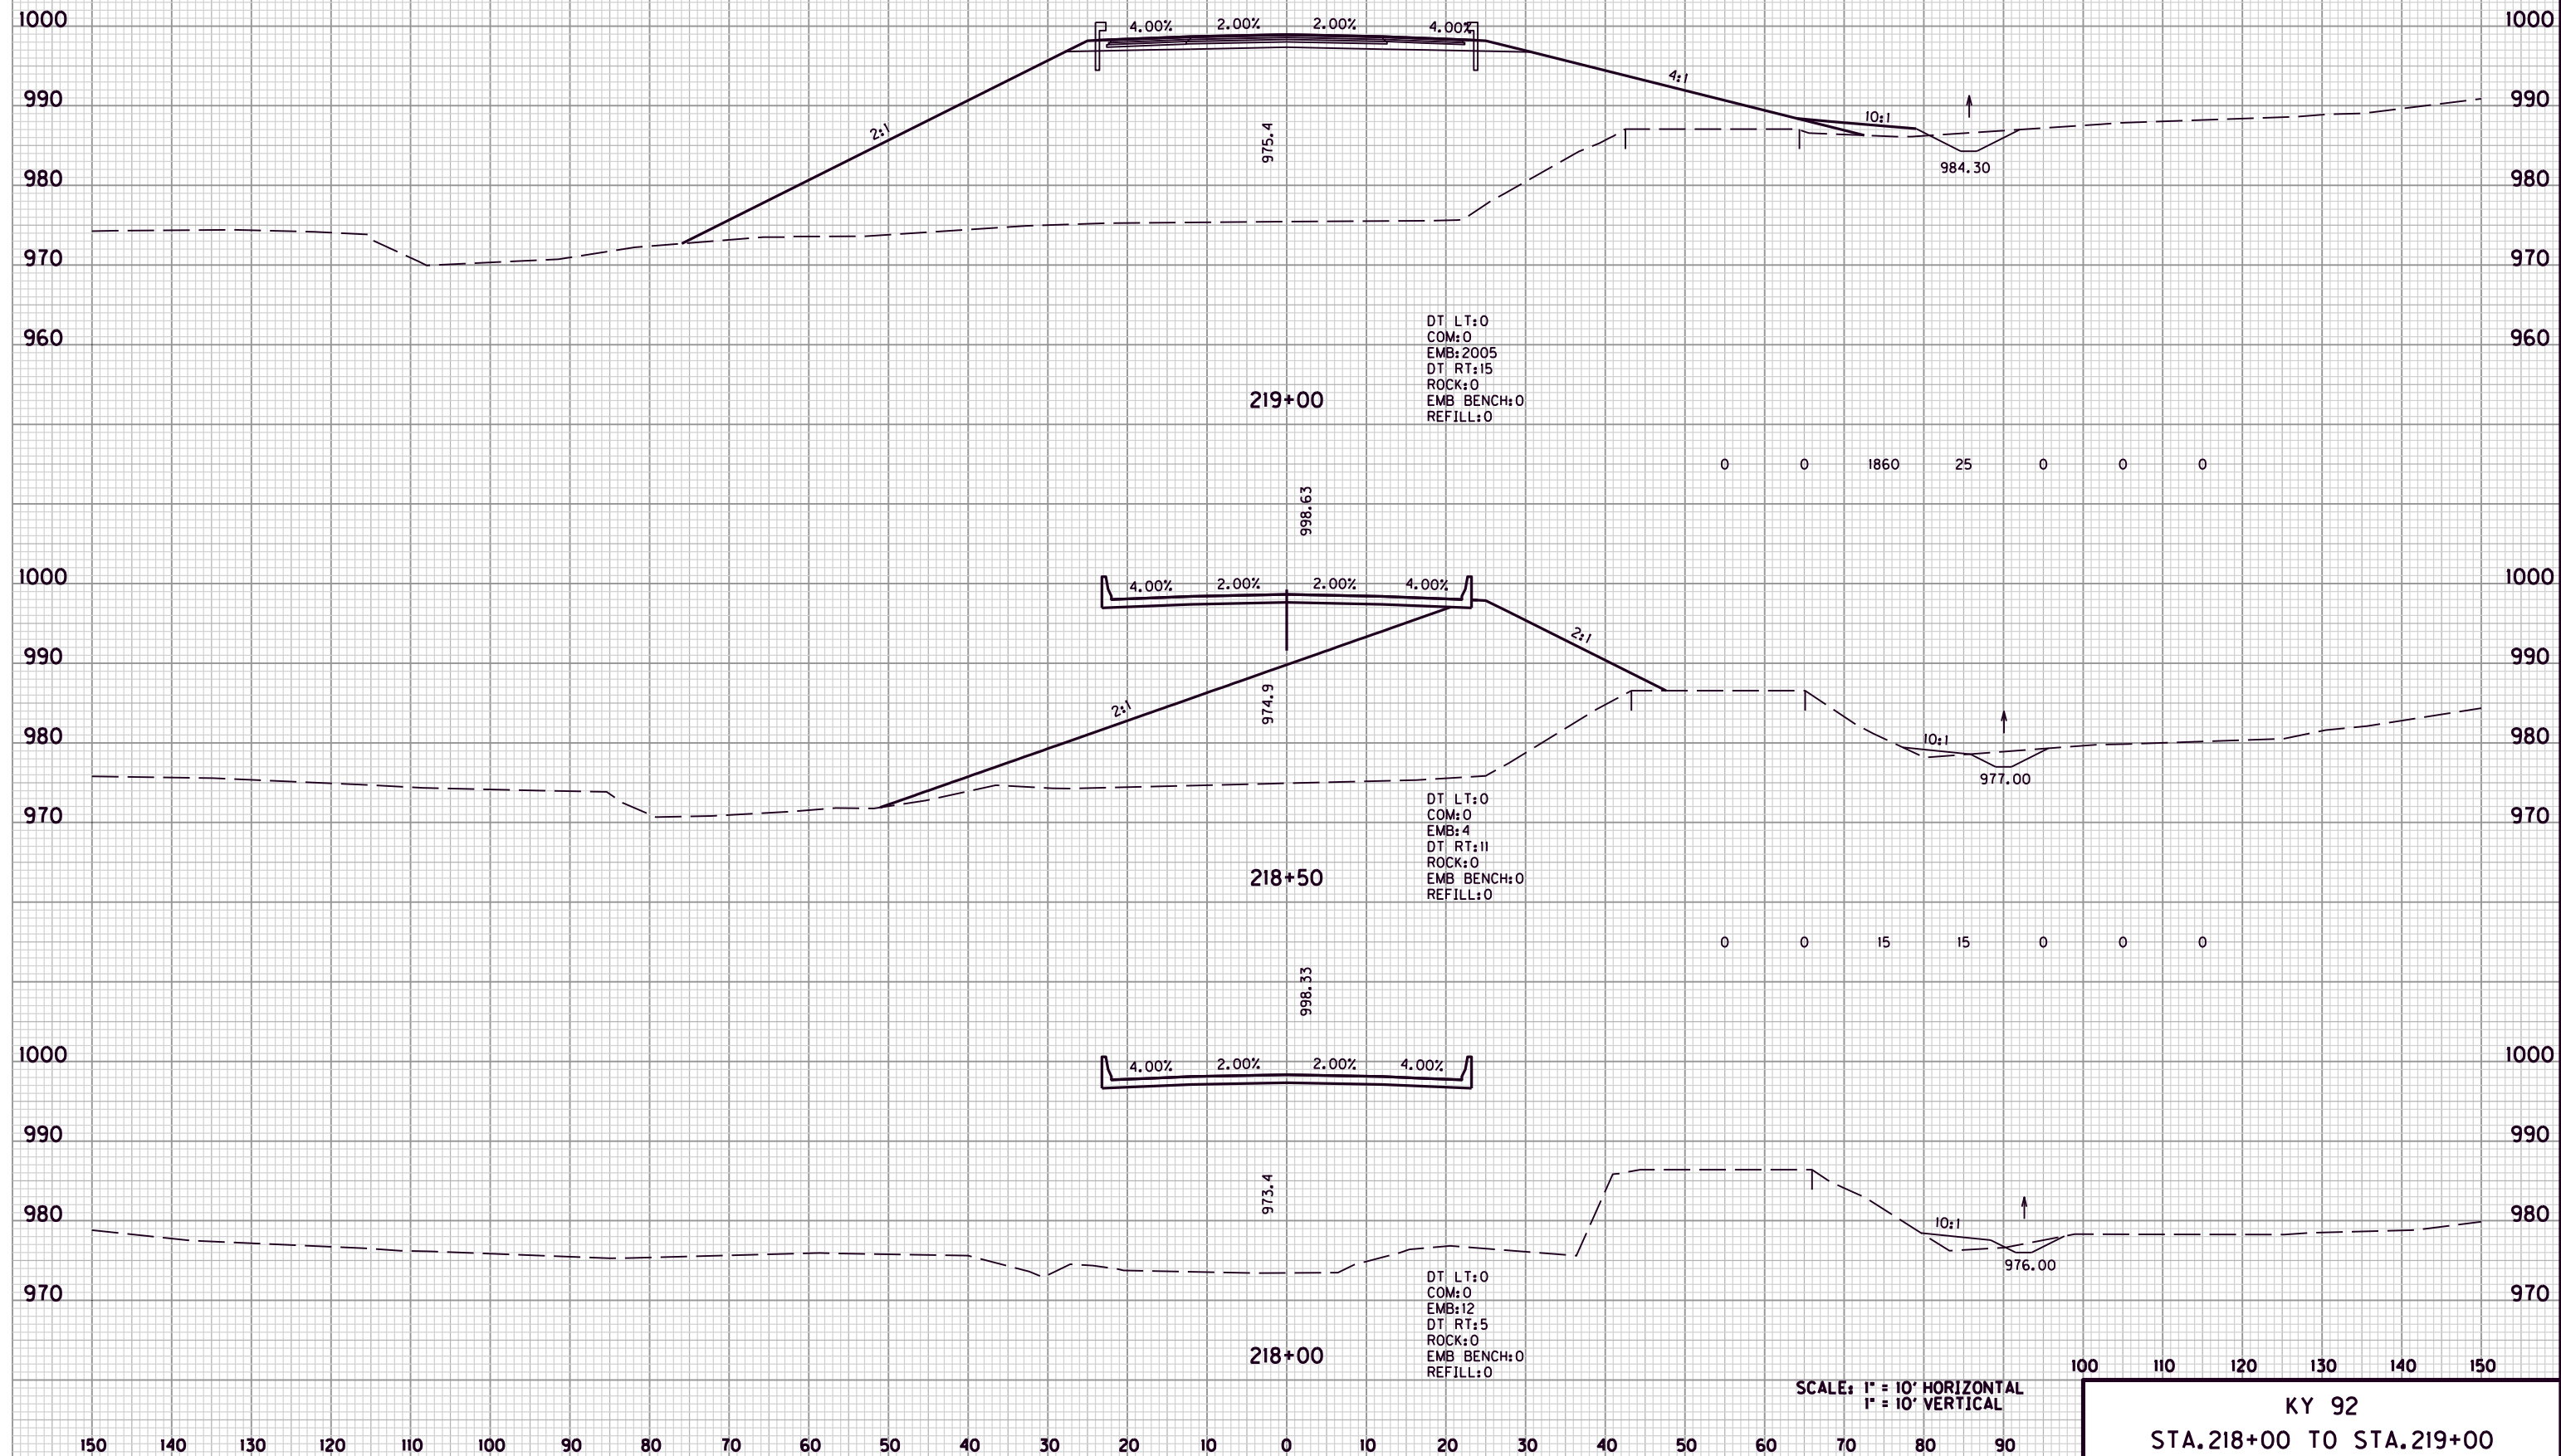 1000 4.00% 2.00% 2.00% 4.00% 1000
990 2:1 975.4 4:1 10:1 990
980 984.30 980
970 970
960 960
DT LT:0
COM:0
EMB:2005
DT RT:15
ROCK:0
EMB BENCH:0
REFILL:0
219+00
0 0 1860 25 0 0 0
998.63
1000 4.00% 2.00% 2.00% 4.00% 1000
990 2:1 990
2:1 974.9
980 10:1 980
977.00
970 970
DT LT:0
COM:0
EMB:4
DT RT:11
ROCK:0
EMB BENCH:0
REFILL:0
218+50
0 0 15 15 0 0 0
998.33
1000 4.00% 2.00% 2.00% 4.00% 1000
990 990
973.4
980 10:1 980
976.00
970 970
DT LT:0
COM:0
EMB:12
DT RT:5
ROCK:0
EMB BENCH:0
REFILL:0
218+00
100 110 120 130 140 150
SCALE: 1" = 10' HORIZONTAL
1" = 10' VERTICAL
KY 92
STA.218+00 TO STA.219+00
150 140 130 120 110 100 90 80 70 60 50 40 30 20 10 0 10 20 30 40 50 60 70 80 90